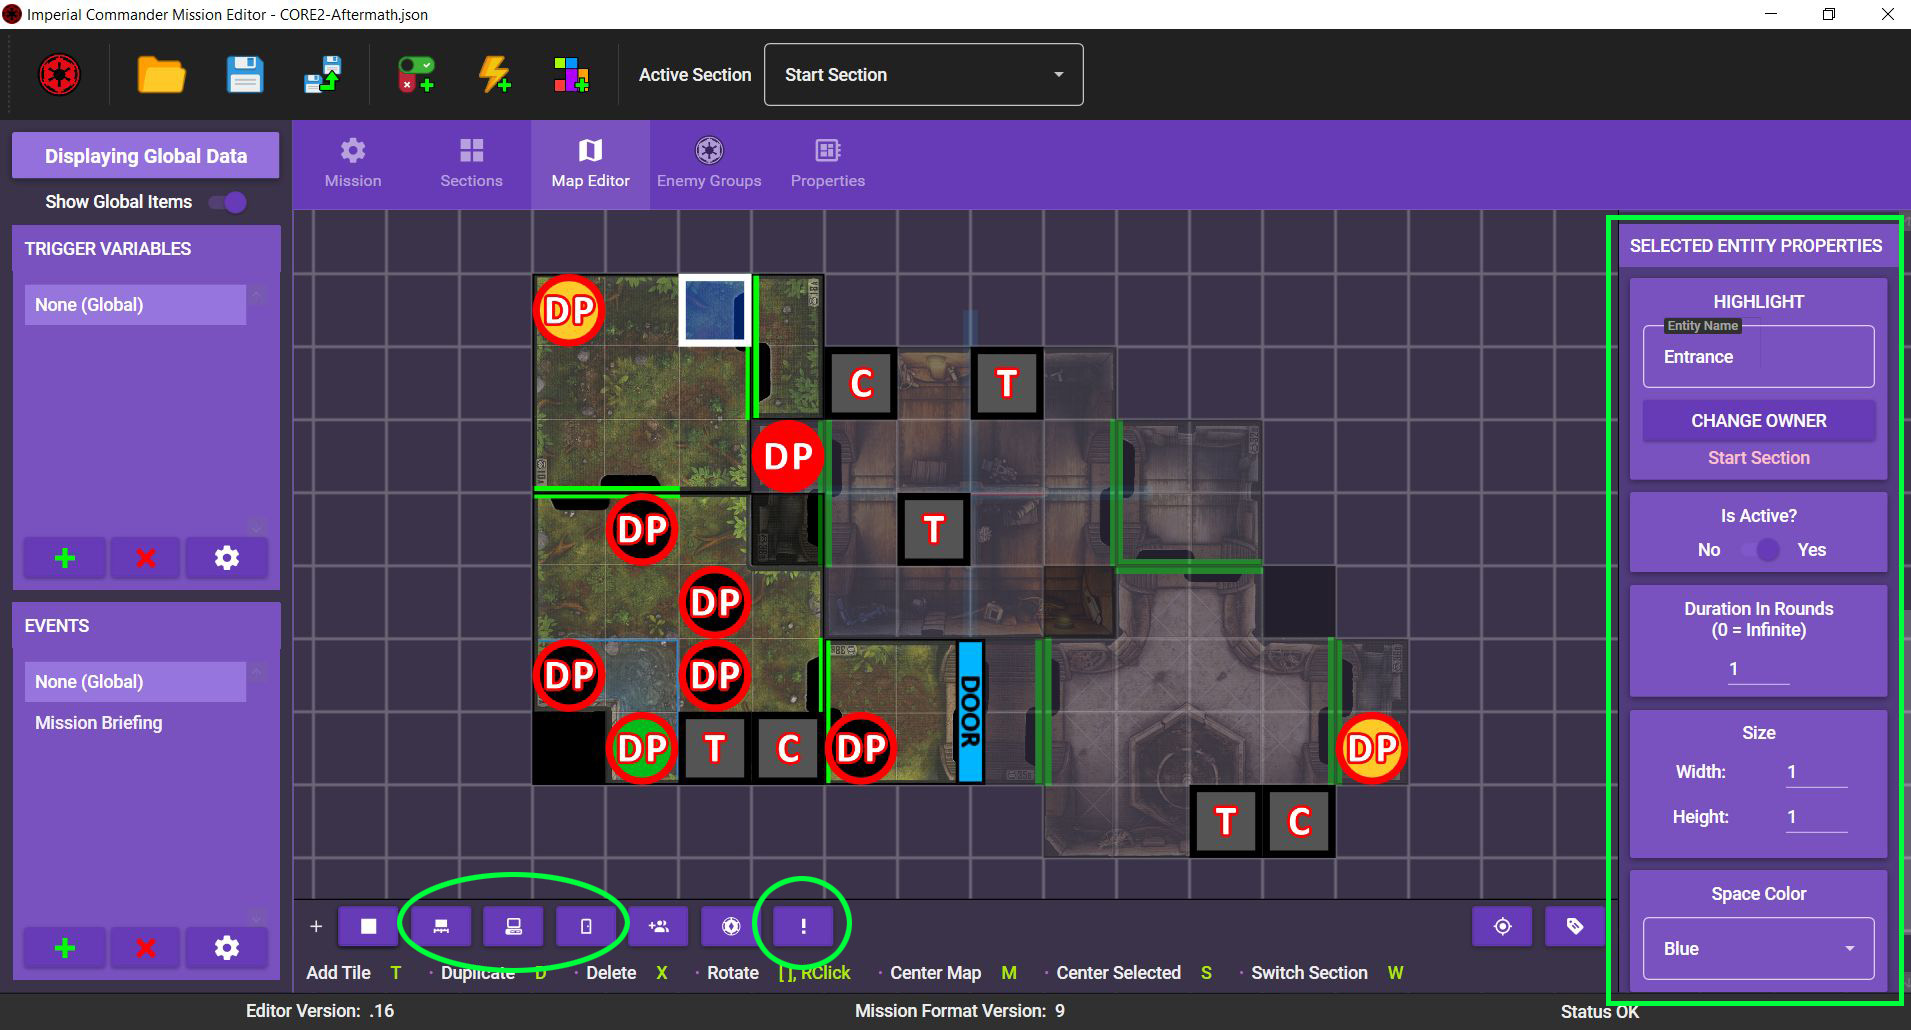 Imperial Commander Mission Editor - CORE2-Aftermath.json
Active Section
Start Section
Displaying Global Data
Show Global Items
TRIGGER VARIABLES
None (Global)
EVENTS
None (Global)
Mission Briefing
Mission
Sections
Map Editor
Enemy Groups
Properties
DP
C
T
DP
DP
T
DP
DP
DP
DOOR
DP
T
C
DP
DP
T
C
SELECTED ENTITY PROPERTIES
HIGHLIGHT
Entity Name
Entrance
CHANGE OWNER
Start Section
Is Active?
No Yes
Duration In Rounds
(0 = Infinite)
1
Size
Width: 1
Height: 1
Space Color
Blue
Add Tile T · Duplicate D · Delete X · Rotate [ ], RClick · Center Map M · Center Selected S · Switch Section W
Editor Version: .16
Mission Format Version: 9
Status OK